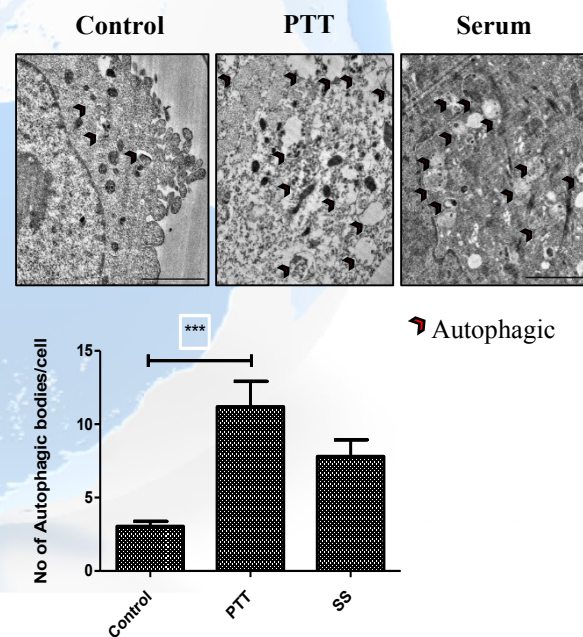 Control PTT Serum
Autophagic
***
15
10
5
0
No of Autophagic bodies/cell
Control
PTT
SS